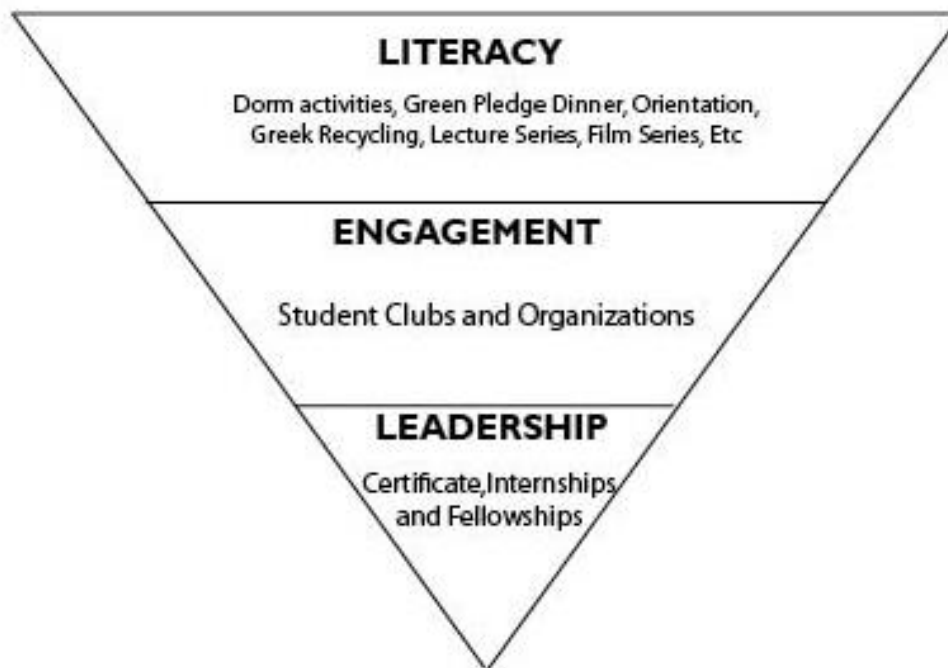 LITERACY
Dorm activities, Green Pledge Dinner, Orientation,
Greek Recycling, Lecture Series, Film Series, Etc
ENGAGEMENT
Student Clubs and Organizations
LEADERSHIP
Certificate,Internships
and Fellowships